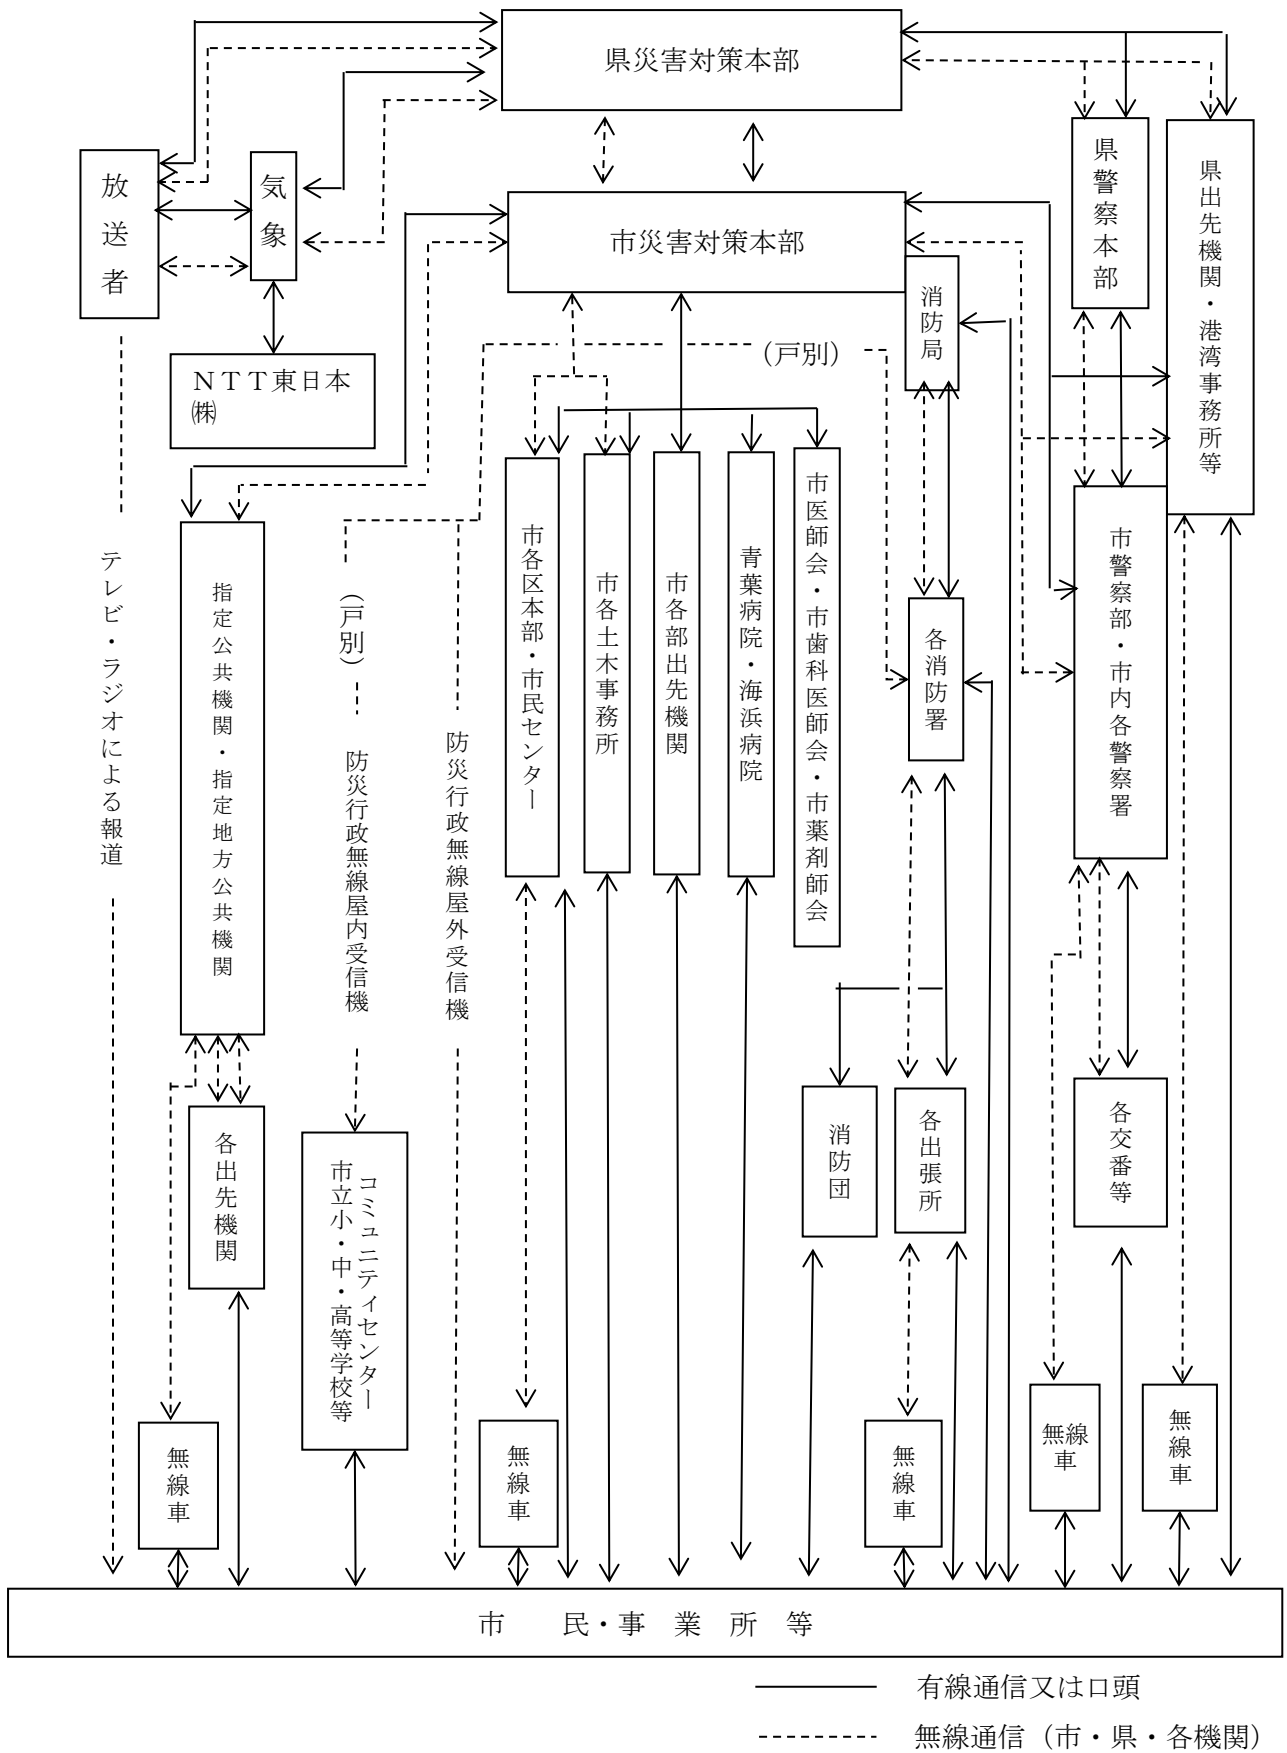 県災害対策本部
放送者
気象
県警察本部
県出先機関・港湾事務所等
市災害対策本部
消防局
（戸別）
ＮＴＴ東日本
㈱
テレビ・ラジオによる報道
指定公共機関・指定地方公共機関
（戸別）
防災行政無線屋内受信機
防災行政無線屋外受信機
市各区本部・市民センター
市各土木事務所
市各部出先機関
青葉病院・海浜病院
市医師会・市歯科医師会・市薬剤師会
各消防署
市警察部・市内各警察署
各出先機関
コミュニティセンター
市立小・中・高等学校等
消防団
各出張所
各交番等
無線車
無線車
無線車
無線
車
無線車
市　　民・事　業　所　等
有線通信又は口頭
無線通信（市・県・各機関）